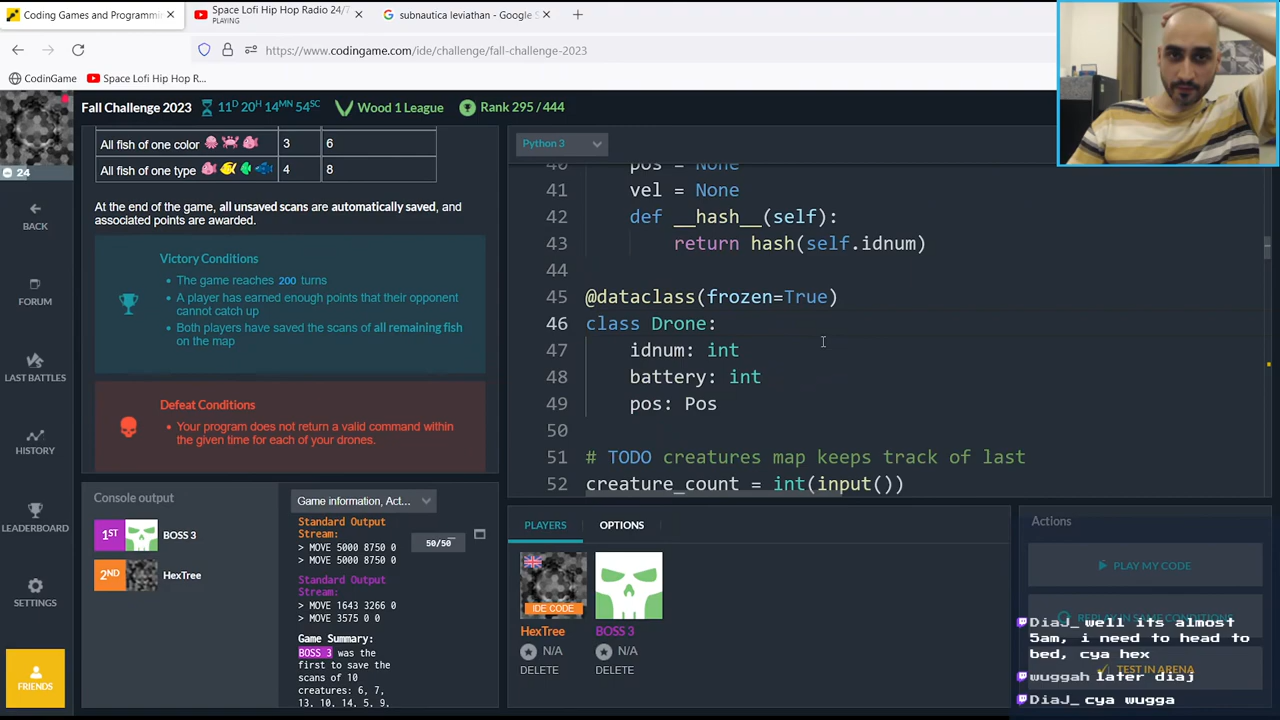 Coding Games and Programmi
Space Lofi Hip Hop Radio 24/7
PLAYING
subnautica leviathan - Google S
https://www.codingame.com/ide/challenge/fall-challenge-2023
CodinGame
Space Lofi Hip Hop R...
Fall Challenge 2023
11D 20H 14MN 54SC
Wood 1 League
Rank 295 / 444
24
BACK
FORUM
LAST BATTLES
HISTORY
LEADERBOARD
SETTINGS
FRIENDS
All fish of one color 3 6
All fish of one type 4 8
At the end of the game, all unsaved scans are automatically saved, and
associated points are awarded.
Victory Conditions
The game reaches 200 turns
A player has earned enough points that their opponent
cannot catch up
Both players have saved the scans of all remaining fish
on the map
Defeat Conditions
Your program does not return a valid command within
the given time for each of your drones.
Console output
1ST BOSS 3
2ND HexTree
Game information, Act...
Standard Output
Stream:
> MOVE 5000 8750 0
> MOVE 5000 8750 0
Standard Output
Stream:
> MOVE 1643 3266 0
> MOVE 3575 0 0
Game Summary:
BOSS 3 was the
first to save the
scans of 10
creatures: 6, 7,
13, 10, 14, 5, 9,
50/50
Python 3
40 pos = None
41 vel = None
42 def __hash__(self):
43 return hash(self.idnum)
44
45 @dataclass(frozen=True)
46 class Drone:
47 idnum: int
48 battery: int
49 pos: Pos
50
51 # TODO creatures map keeps track of last
52 creature_count = int(input())
PLAYERS
OPTIONS
IDE CODE
HexTree
N/A
DELETE
BOSS 3
N/A
DELETE
Actions
PLAY MY CODE
REPLAY IN SAME CONDITIONS
TEST IN ARENA
DiaJ_ well its almost
5am, i need to head to
bed, cya hex
wuggah later diaj
DiaJ_ cya wugga